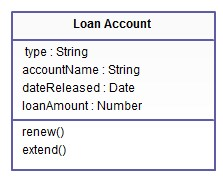 Loan Account
type : String
accountName : String
dateReleased : Date
loanAmount : Number
renew()
extend()